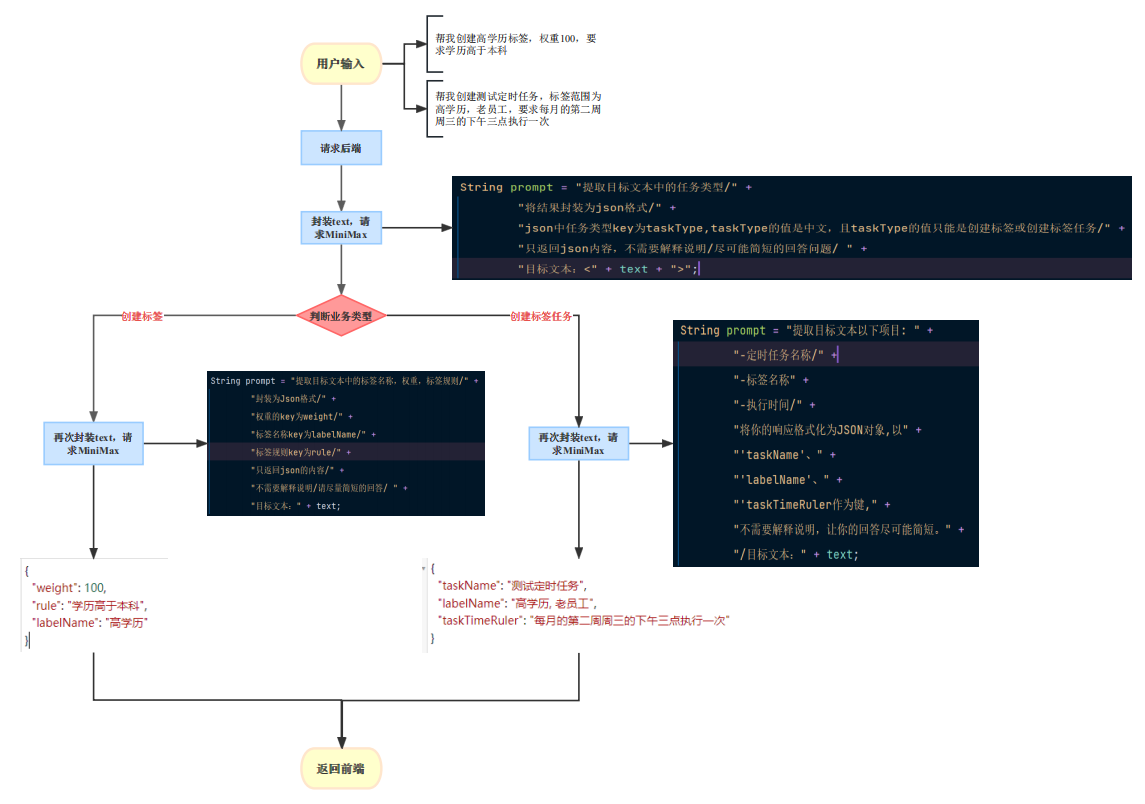 用户输入
帮我创建高学历标签，权重100，要
求学历高于本科
帮我创建测试定时任务，标签范围为
高学历，老员工，要求每月的第二周
周三的下午三点执行一次
请求后端
封装text，请
求MiniMax
String prompt = "提取目标文本中的任务类型/" +
"将结果封装为json格式/" +
"json中任务类型key为taskType,taskType的值是中文，且taskType的值只能是创建标签或创建标签任务/" +
"只返回json内容，不需要解释说明/尽可能简短的回答问题/ " +
"目标文本：<" + text + ">";
判断业务类型
创建标签
创建标签任务
再次封装text，请
求MiniMax
String prompt = "提取目标文本中的标签名称，权重，标签规则/" +
"封装为Json格式/" +
"权重的key为weight/" +
"标签名称key为labelName/" +
"标签规则key为rule/" +
"只返回json的内容/" +
"不需要解释说明/请尽量简短的回答/ " +
"目标文本：" + text;
再次封装text，请
求MiniMax
String prompt = "提取目标文本以下项目: " +
"-定时任务名称/" +
"-标签名称" +
"-执行时间/" +
"将你的响应格式化为JSON对象,以" +
"'taskName'、" +
"'labelName'、" +
"'taskTimeRuler作为键," +
"不需要解释说明，让你的回答尽可能简短。" +
"/目标文本：" + text;
{
"weight": 100,
"rule": "学历高于本科",
"labelName": "高学历"
}
{
"taskName": "测试定时任务",
"labelName": "高学历, 老员工",
"taskTimeRuler": "每月的第二周周三的下午三点执行一次"
}
返回前端